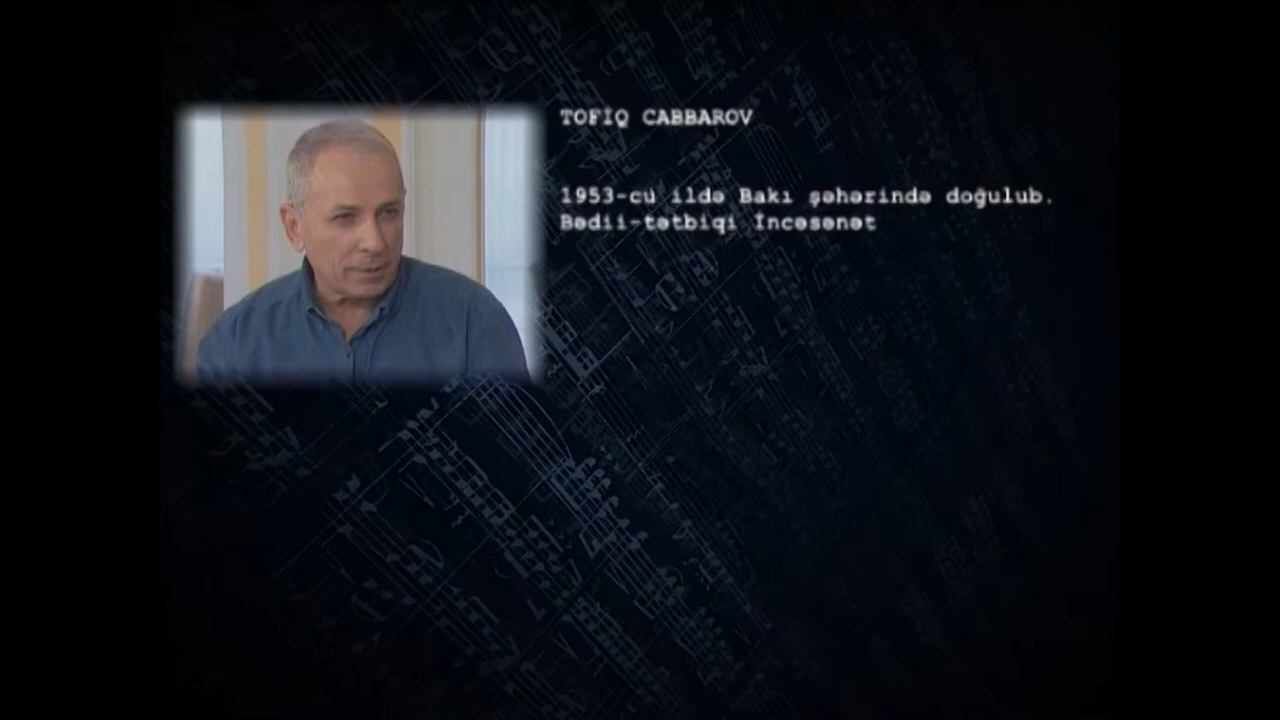 TOFİQ CABBAROV
1953-cü ildə Bakı şəhərində doğulub.
Bədii-tətbiqi İncəsənət